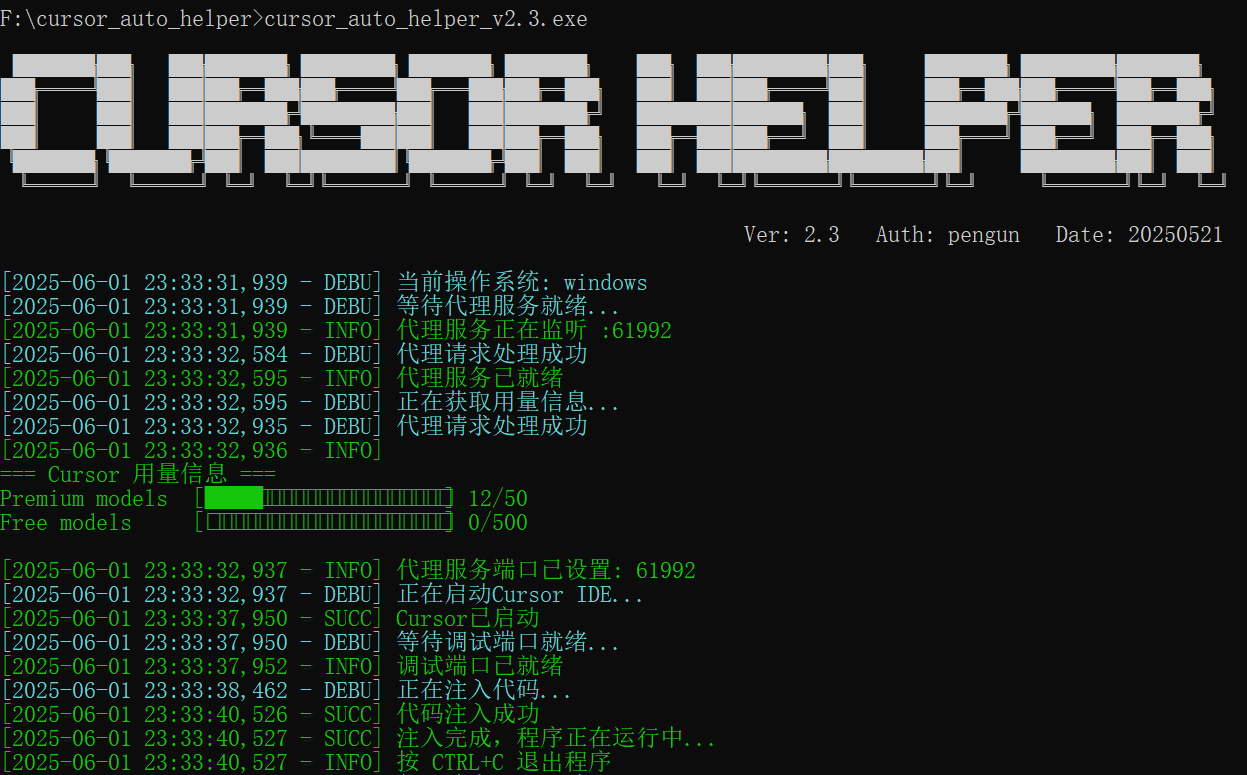 F:\cursor_auto_helper>cursor_auto_helper_v2.3.exe
CURSOR HELPER
Ver: 2.3 Auth: pengun Date: 20250521
[2025-06-01 23:33:31,939 - DEBU] 当前操作系统: windows
[2025-06-01 23:33:31,939 - DEBU] 等待代理服务就绪...
[2025-06-01 23:33:31,939 - INFO] 代理服务正在监听 :61992
[2025-06-01 23:33:32,584 - DEBU] 代理请求处理成功
[2025-06-01 23:33:32,595 - INFO] 代理服务已就绪
[2025-06-01 23:33:32,595 - DEBU] 正在获取用量信息...
[2025-06-01 23:33:32,935 - DEBU] 代理请求处理成功
[2025-06-01 23:33:32,936 - INFO]
=== Cursor 用量信息 ===
Premium models [] 12/50
Free models [] 0/500
[2025-06-01 23:33:32,937 - INFO] 代理服务端口已设置: 61992
[2025-06-01 23:33:32,937 - DEBU] 正在启动Cursor IDE...
[2025-06-01 23:33:37,950 - SUCC] Cursor已启动
[2025-06-01 23:33:37,950 - DEBU] 等待调试端口就绪...
[2025-06-01 23:33:37,952 - INFO] 调试端口已就绪
[2025-06-01 23:33:38,462 - DEBU] 正在注入代码...
[2025-06-01 23:33:40,526 - SUCC] 代码注入成功
[2025-06-01 23:33:40,527 - SUCC] 注入完成，程序正在运行中...
[2025-06-01 23:33:40,527 - INFO] 按 CTRL+C 退出程序